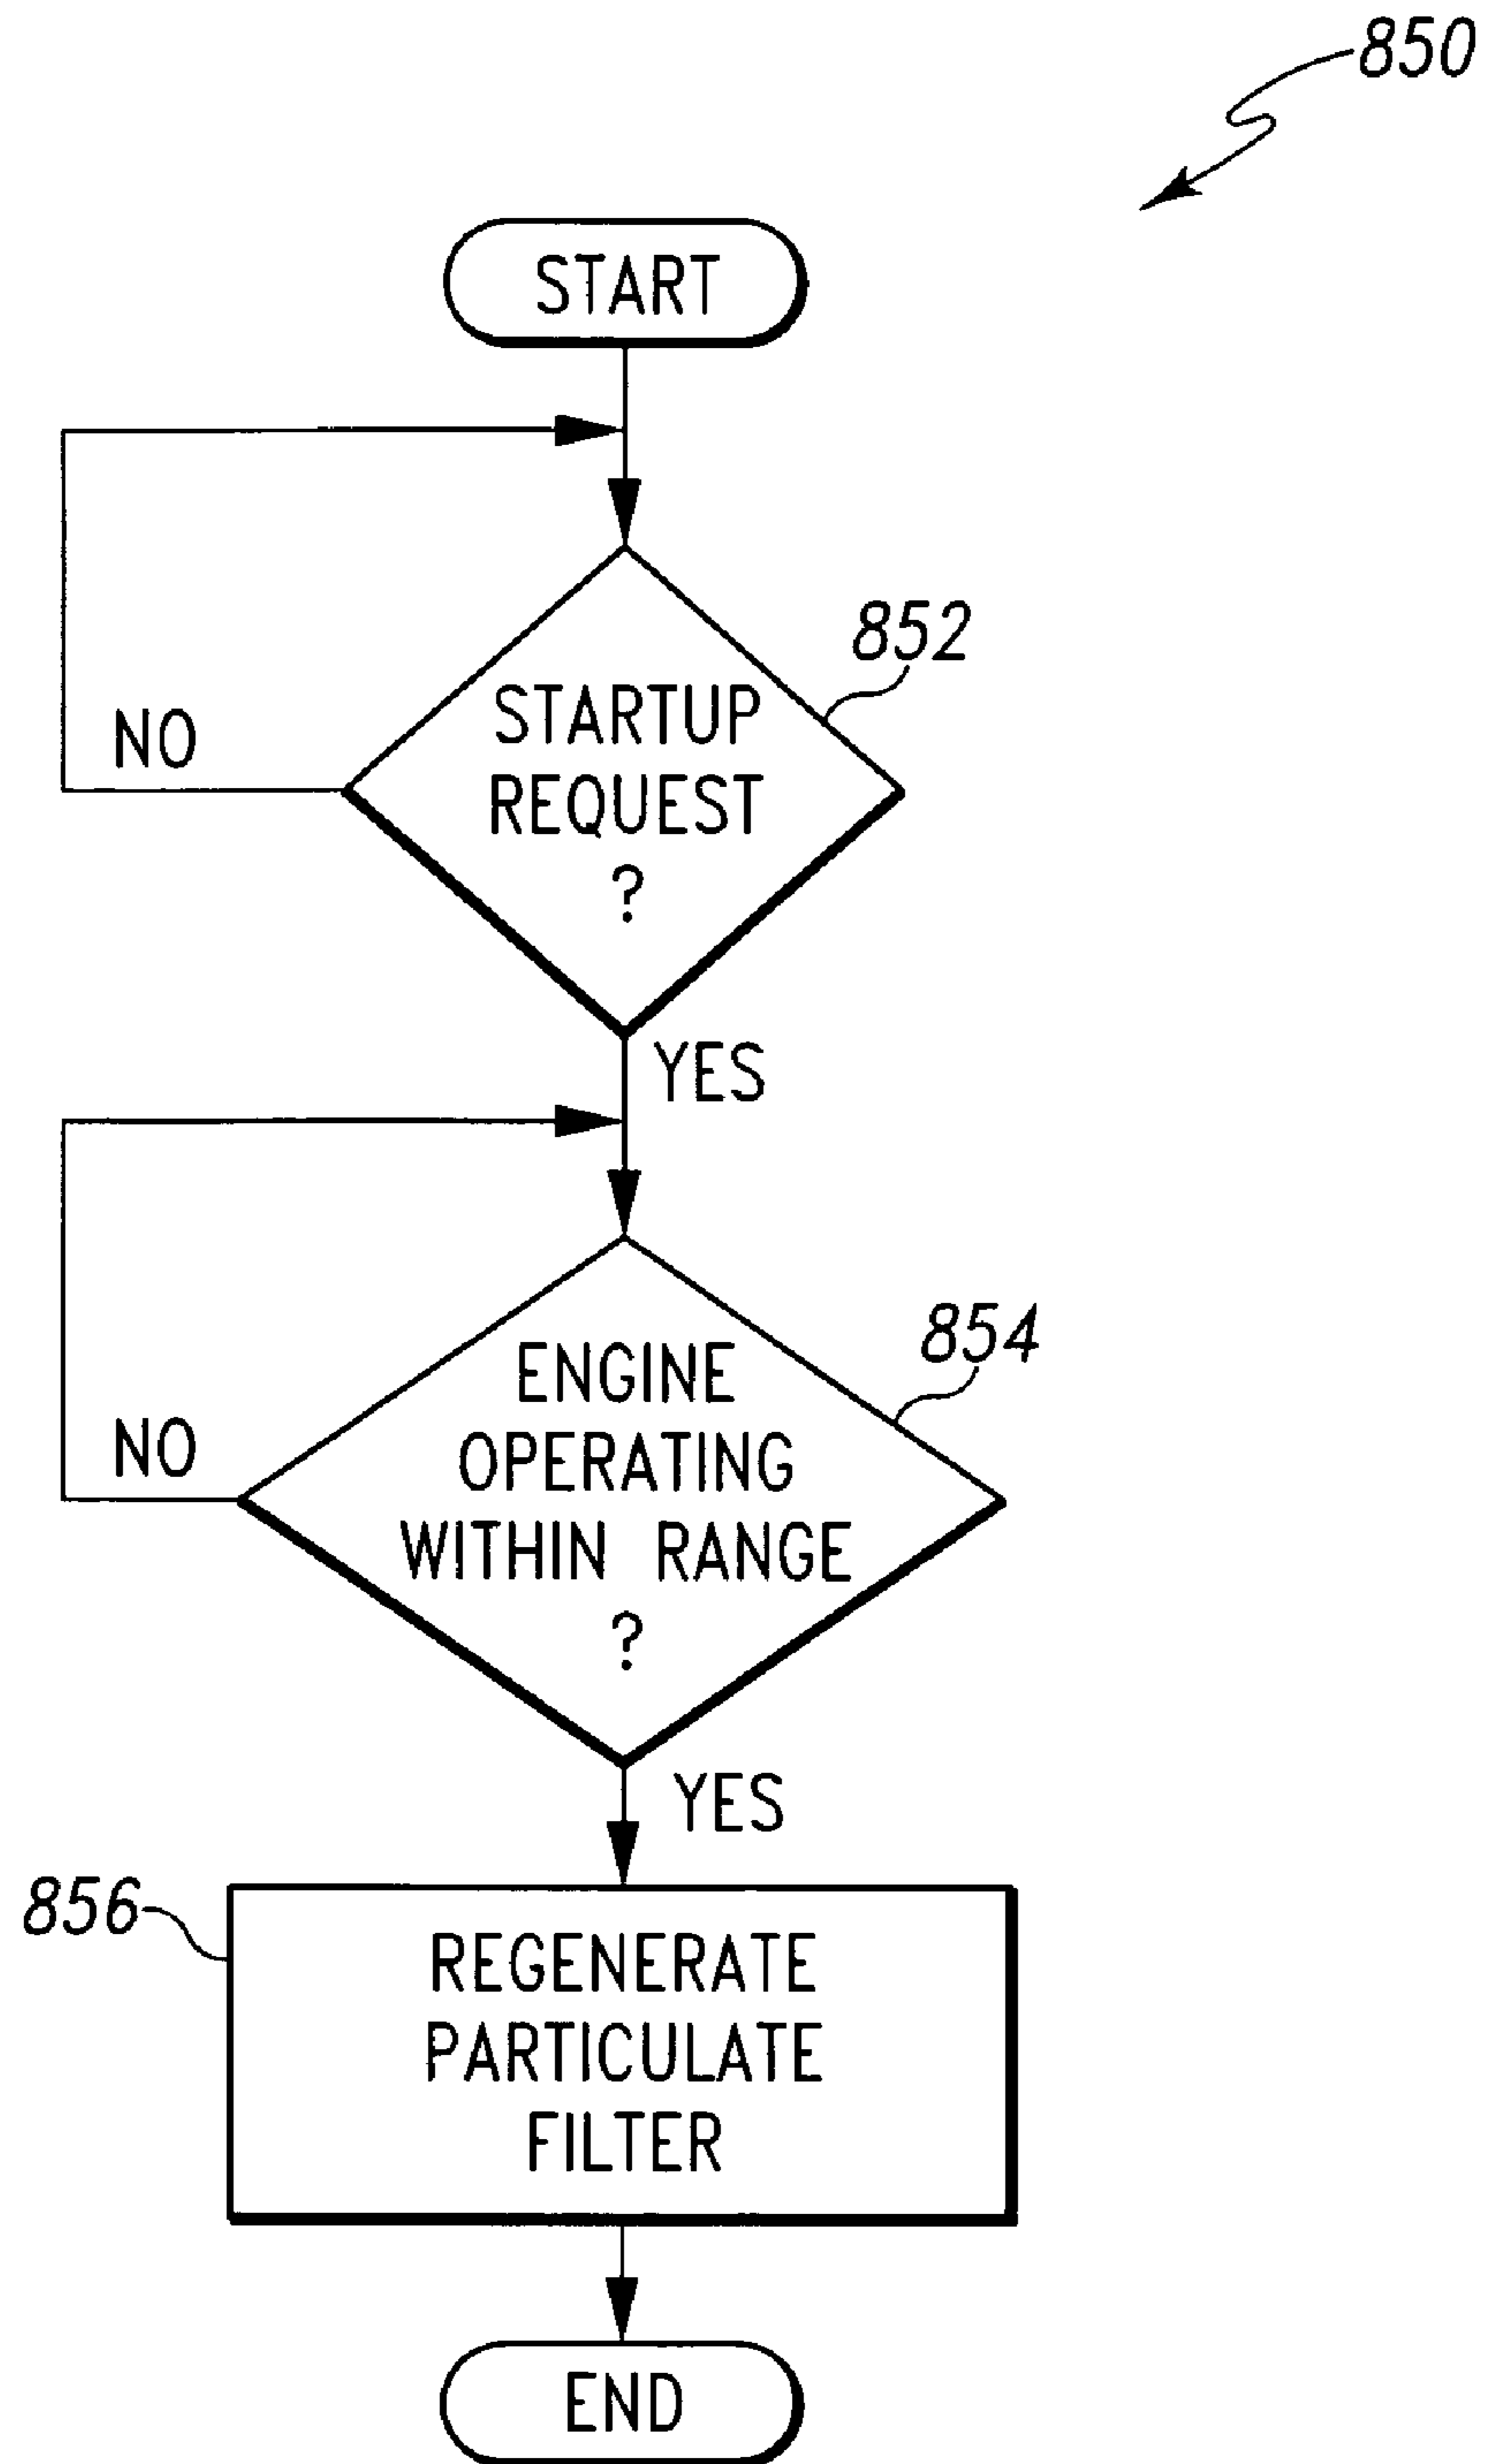 850
START
852
STARTUP
REQUEST
?
NO
YES
854
ENGINE
OPERATING
WITHIN RANGE
?
NO
YES
856
REGENERATE
PARTICULATE
FILTER
END